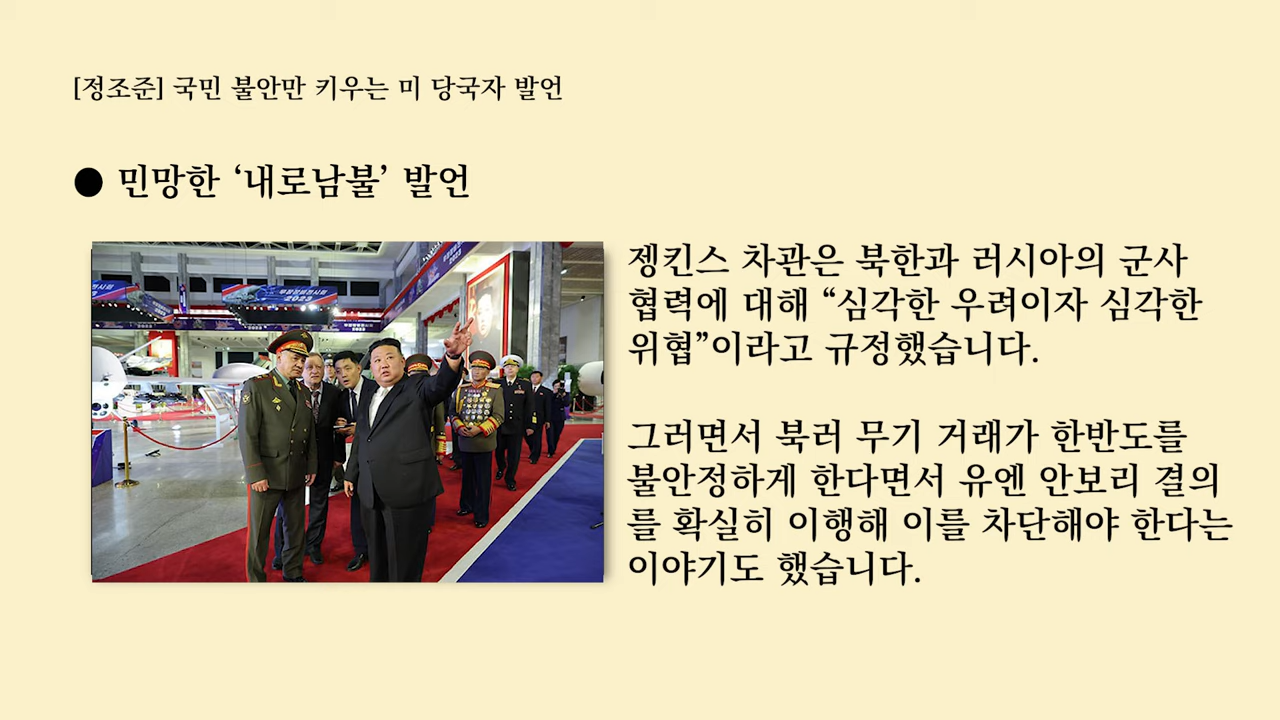 [정조준] 국민 불안만 키우는 미 당국자 발언
● 민망한 ‘내로남불’ 발언
젱킨스 차관은 북한과 러시아의 군사
협력에 대해 “심각한 우려이자 심각한
위협”이라고 규정했습니다.
그러면서 북러 무기 거래가 한반도를
불안정하게 한다면서 유엔 안보리 결의
를 확실히 이행해 이를 차단해야 한다는
이야기도 했습니다.
2023